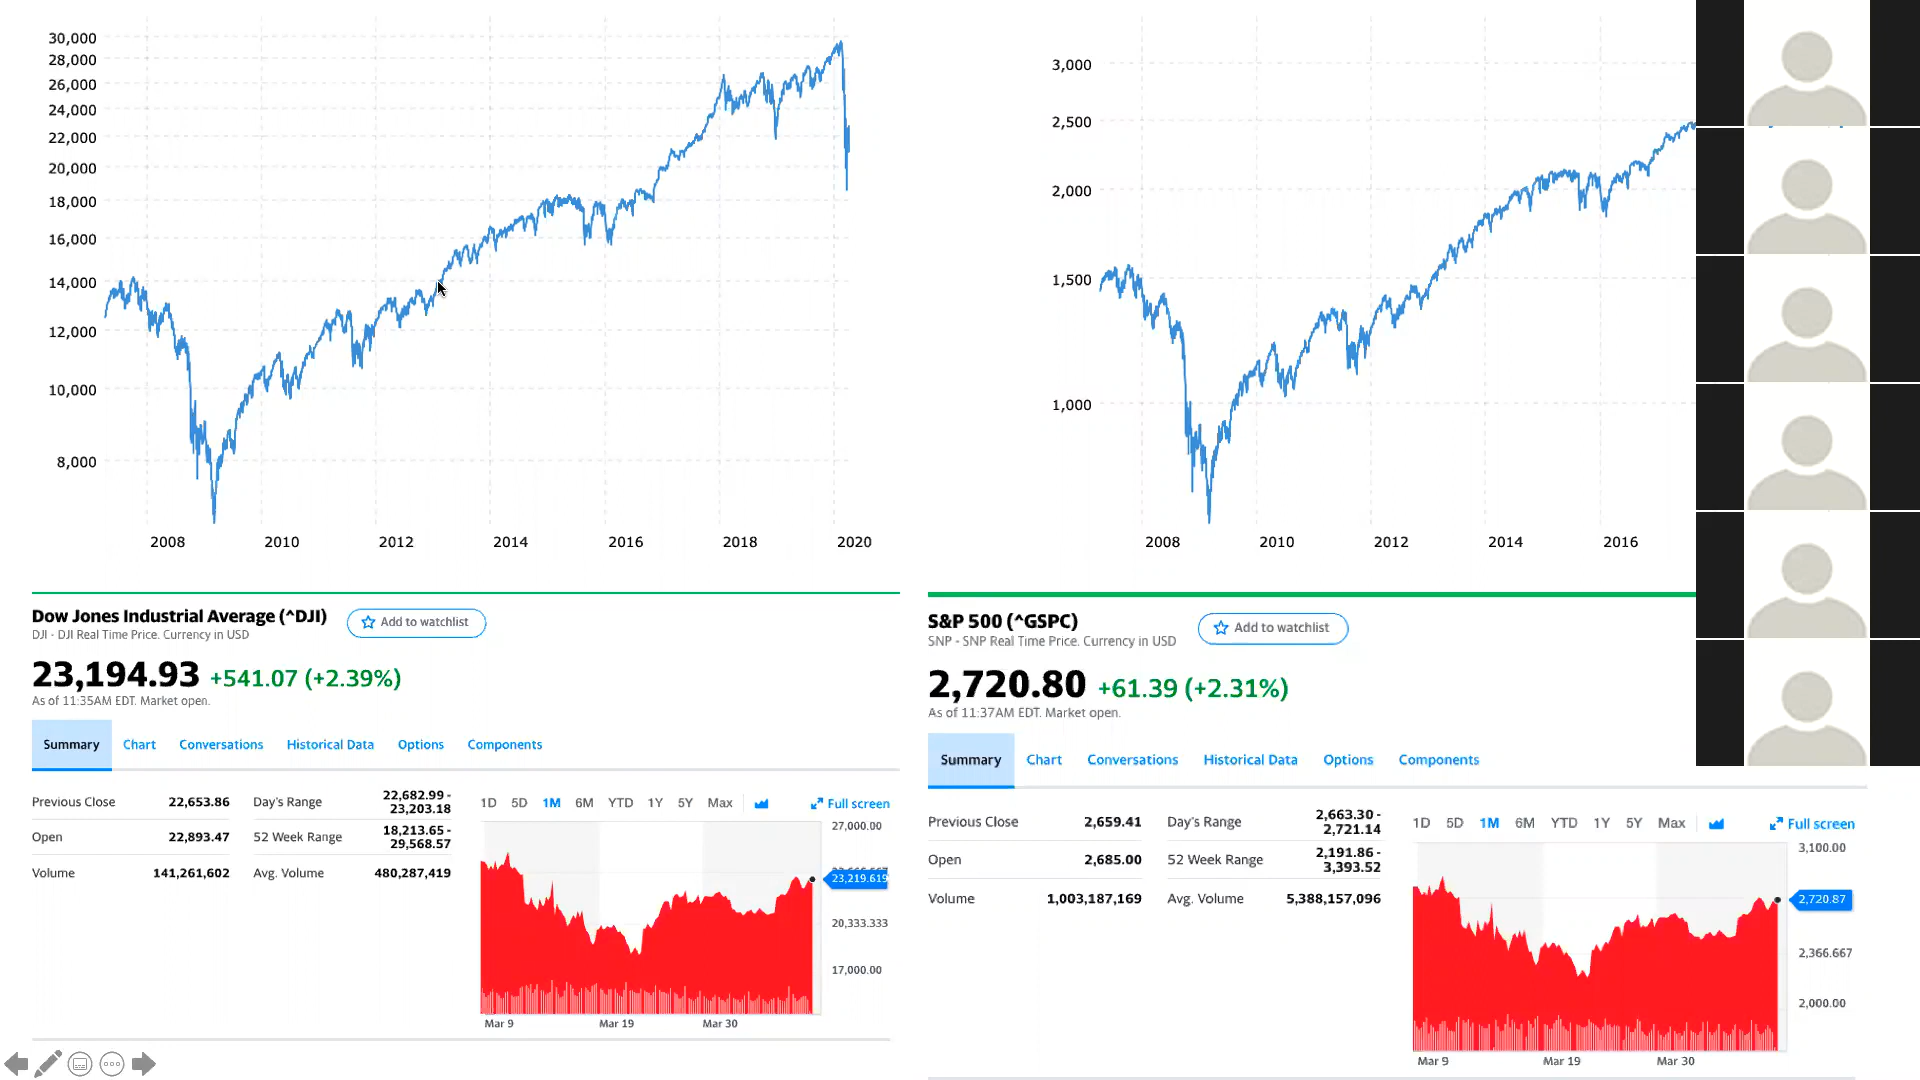 30,000
28,000
26,000
24,000
22,000
20,000
18,000
16,000
14,000
12,000
10,000
8,000
2008 2010 2012 2014 2016 2018 2020
3,000
2,500
2,000
1,500
1,000
2008 2010 2012 2014 2016
Dow Jones Industrial Average (^DJI)
Add to watchlist
DJI - DJI Real Time Price. Currency in USD
23,194.93 +541.07 (+2.39%)
As of 11:35AM EDT. Market open.
Summary Chart Conversations Historical Data Options Components
Previous Close 22,653.86
Open 22,893.47
Volume 141,261,602
Day's Range 22,682.99 -
23,203.18
52 Week Range 18,213.65 -
29,568.57
Avg. Volume 480,287,419
1D 5D 1M 6M YTD 1Y 5Y Max Full screen
27,000.00
23,219.619
20,333.333
17,000.00
Mar 9 Mar 19 Mar 30
S&P 500 (^GSPC)
Add to watchlist
SNP - SNP Real Time Price. Currency in USD
2,720.80 +61.39 (+2.31%)
As of 11:37AM EDT. Market open.
Summary Chart Conversations Historical Data Options Components
Previous Close 2,659.41
Open 2,685.00
Volume 1,003,187,169
Day's Range 2,663.30 -
2,721.14
52 Week Range 2,191.86 -
3,393.52
Avg. Volume 5,388,157,096
1D 5D 1M 6M YTD 1Y 5Y Max Full screen
3,100.00
2,720.87
2,366.667
2,000.00
Mar 9 Mar 19 Mar 30